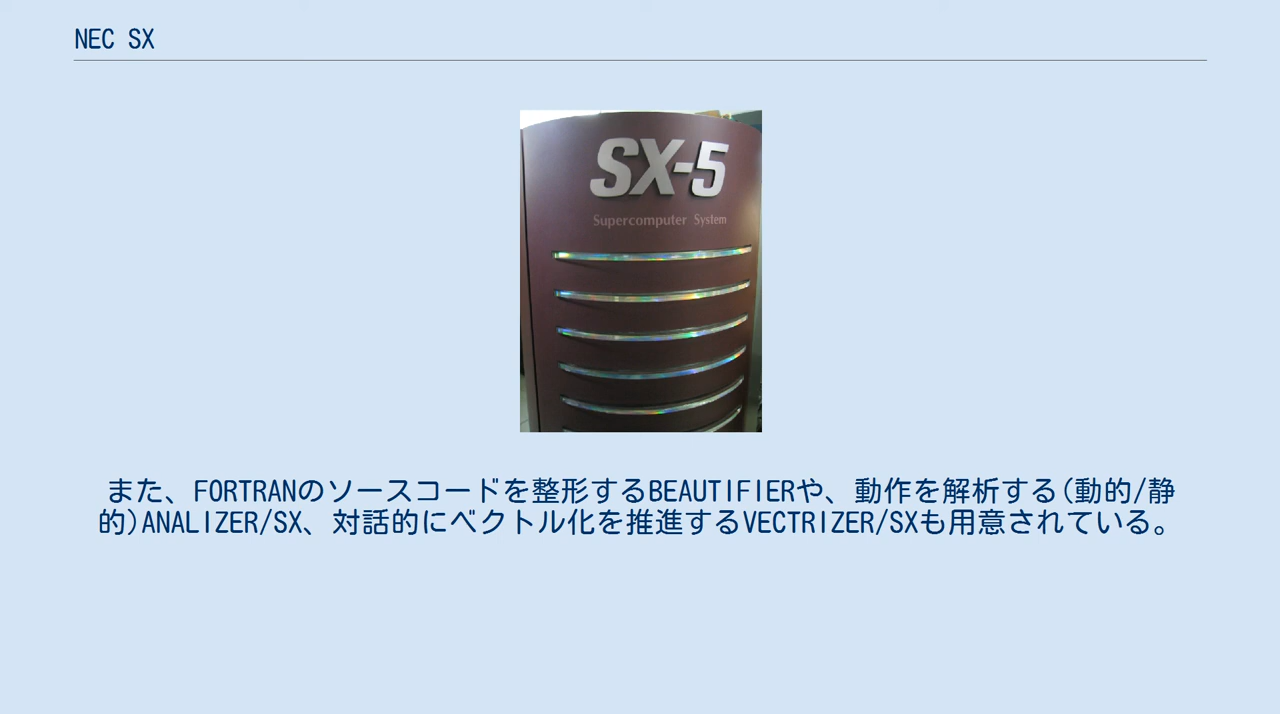 NEC SX
SX-5
Supercomputer System
また、FORTRANのソースコードを整形するBEAUTIFIERや、動作を解析する(動的/静
的)ANALIZER/SX、対話的にベクトル化を推進するVECTRIZER/SXも用意されている。